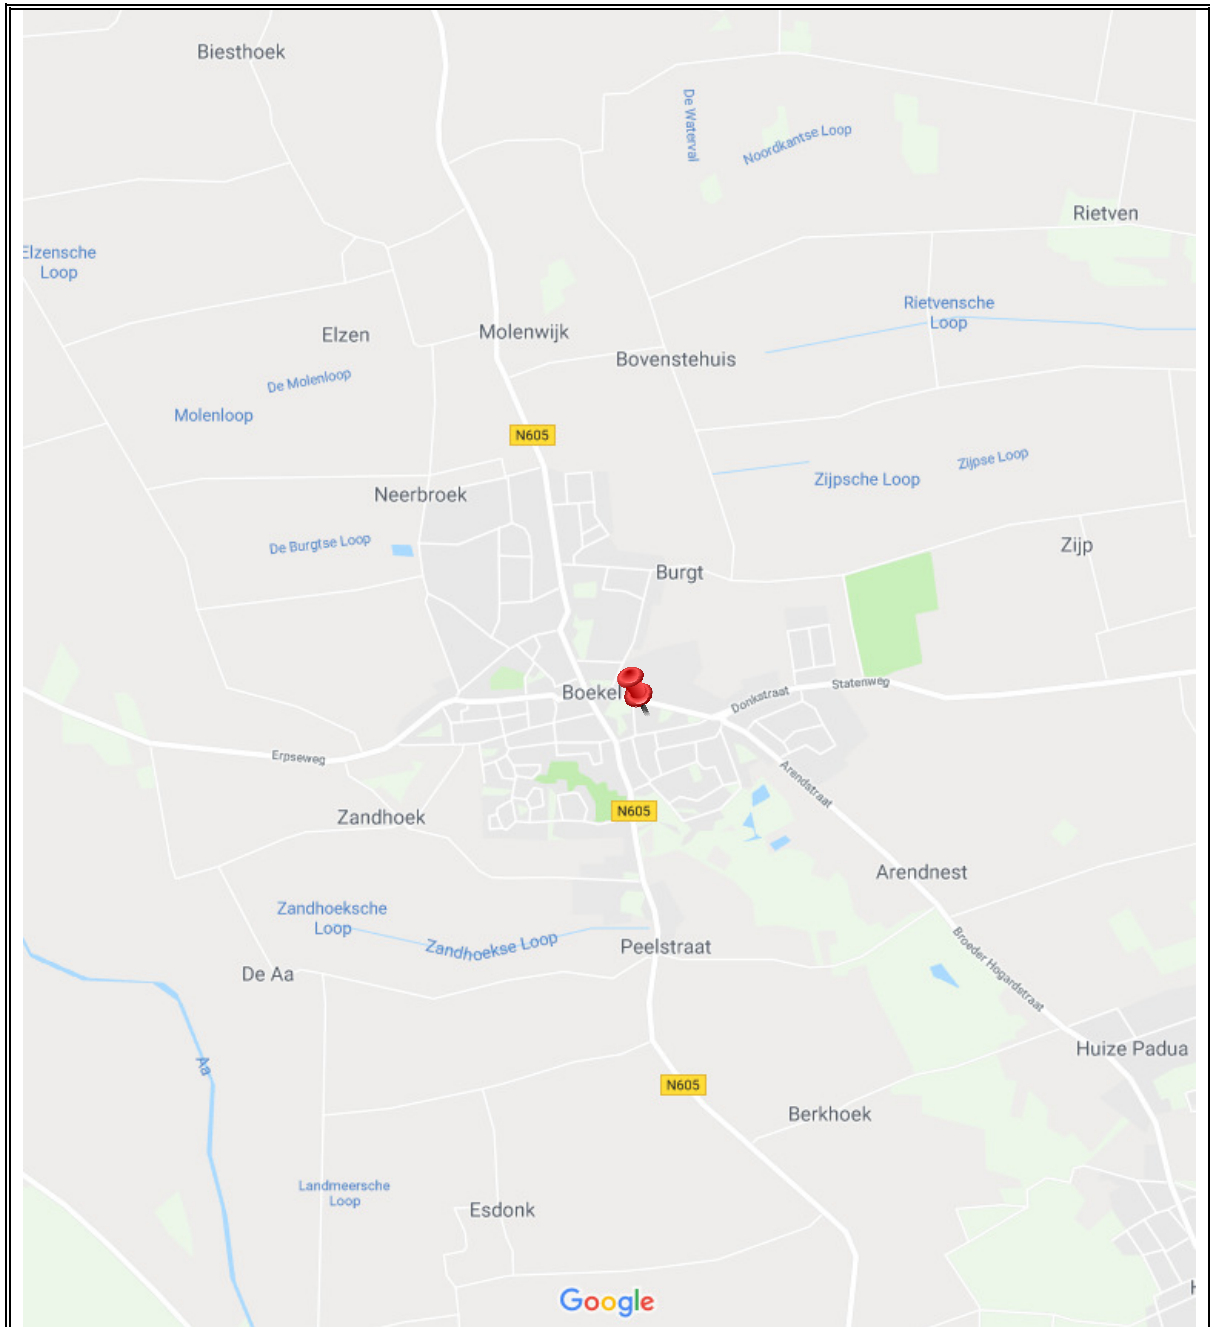 Biesthoek
De Waterval
Noordkantse Loop
Rietven
Elzensche
Loop
Rietvensche
Loop
Elzen
Molenwijk
Bovenstehuis
De Molenloop
Molenloop
N605
Zijpse Loop
Zijpsche Loop
Neerbroek
De Burgtse Loop
Zijp
Burgt
Statenweg
Boekel
Donkstraat
Erpseweg
Arendstraat
N605
Zandhoek
Arendnest
Zandhoeksche
Loop
Zandhoekse Loop
Peelstraat
Broeder Hogardstraat
De Aa
Huize Padua
Aa
N605
Berkhoek
Landmeersche
Loop
Esdonk
H
Google